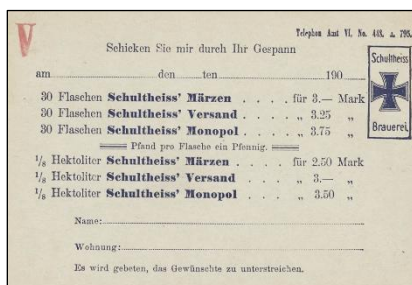 V
Telephon Amt VI. No. 448. u. 795.
Schicken Sie mir durch Ihr Gespann
am den ten 190
Schultheiss
Brauerei.
30 Flaschen Schultheiss' Märzen . . . . für 3.— Mark
30 Flaschen Schultheiss' Versand . . . . „ 3.25 „
30 Flaschen Schultheiss' Monopol . . . . „ 3.75 „
Pfand pro Flasche ein Pfennig.
1/8 Hektoliter Schultheiss' Märzen . . . . für 2.50 Mark
1/8 Hektoliter Schultheiss' Versand . . . . „ 3.— „
1/8 Hektoliter Schultheiss' Monopol . . . . „ 3.50 „
Name:
Wohnung:
Es wird gebeten, das Gewünschte zu unterstreichen.